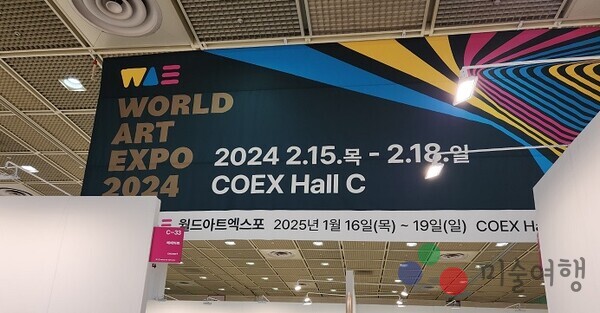 WAE
WORLD
ART
EXPO
2024
2024 2.15.목 - 2.18.일
COEX Hall C
월드아트엑스포 2025년 1월 16일(목) ~ 19일(일) COEX Ha
C-33
미술여행